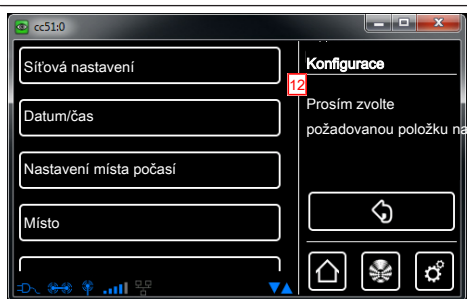 cc51:0
Síťová nastavení
Datum/čas
Nastavení místa počasí
Místo
12
Konfigurace
Prosím zvolte
požadovanou položku na